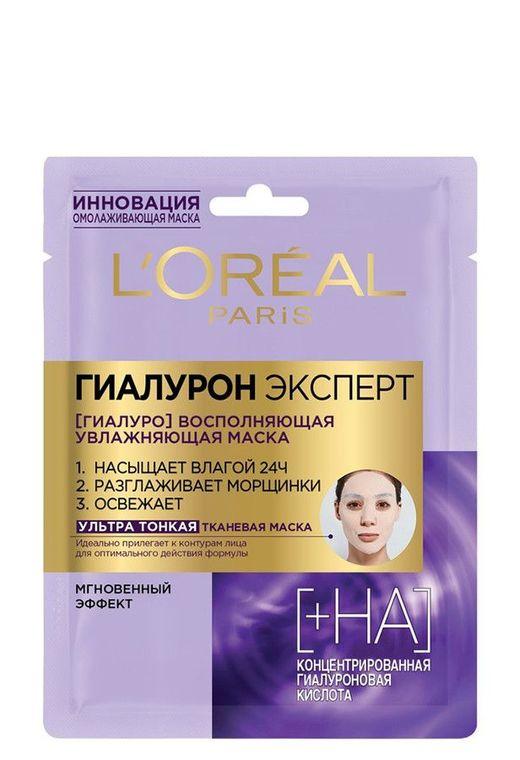 ИННОВАЦИЯ
ОМОЛАЖИВАЮЩАЯ МАСКА
L'ORÉAL
PARiS
ГИАЛУРОН ЭКСПЕРТ
[ГИАЛУРО] ВОСПОЛНЯЮЩАЯ
УВЛАЖНЯЮЩАЯ МАСКА
1. НАСЫЩАЕТ ВЛАГОЙ 24Ч
2. РАЗГЛАЖИВАЕТ МОРЩИНКИ
3. ОСВЕЖАЕТ
УЛЬТРА ТОНКАЯ ТКАНЕВАЯ МАСКА
Идеально прилегает к контурам лица
для оптимального действия формулы
МГНОВЕННЫЙ
ЭФФЕКТ
[+HA]
КОНЦЕНТРИРОВАННАЯ
ГИАЛУРОНОВАЯ
КИСЛОТА